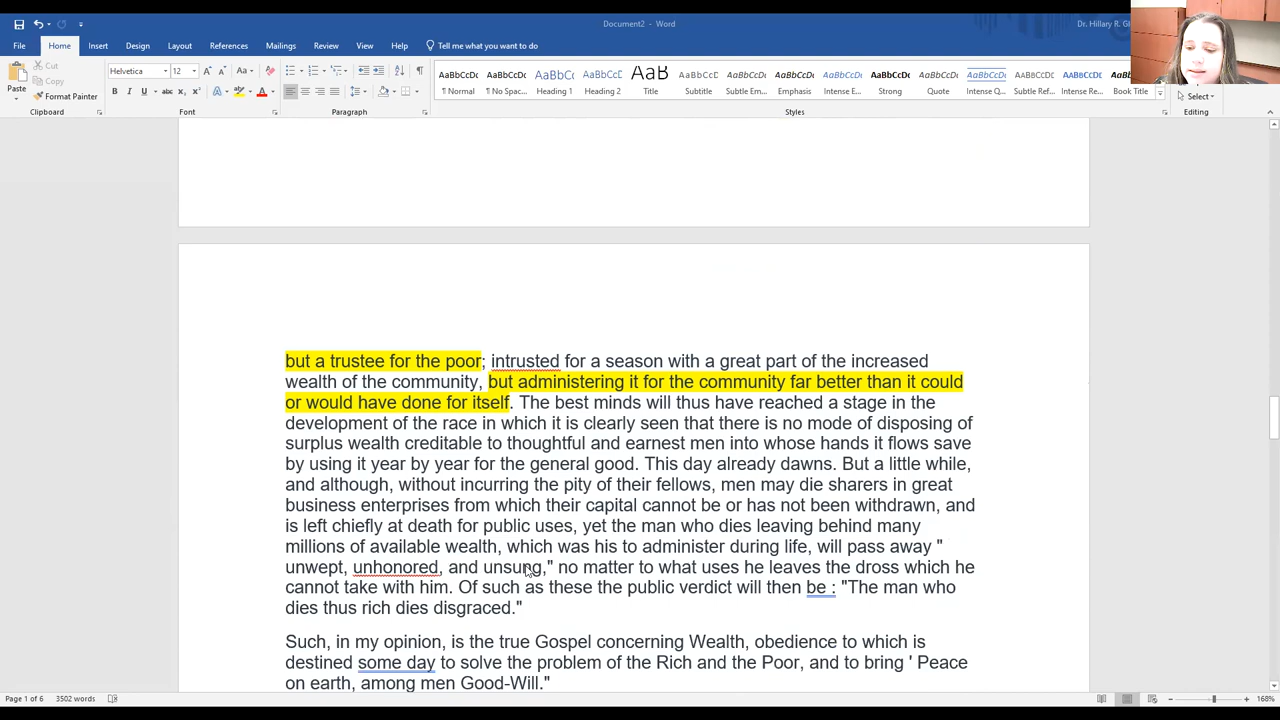 Document2 - Word
Dr. Hillary R. Gl
File Home Insert Design Layout References Mailings Review View Help Tell me what you want to do
Paste
Cut
Copy
Format Painter
Clipboard
Helvetica 12
Font
Paragraph
AaBbCcDc AaBbCcDc AaBbCcDc AaBbCcDc AaB AaBbCcD AaBbCcDc AaBbCcDc AaBbCcDc AaBbCcDc AaBbCcDc AaBbCcDc AaBbCcDc AaBbCcDc
¶ Normal ¶ No Spac... Heading 1 Heading 2 Title Subtitle Subtle Em... Emphasis Intense E... Strong Quote Intense Q... Subtle Ref... Intense Re... Book Title
Styles
Select
Editing
but a trustee for the poor; intrusted for a season with a great part of the increased
wealth of the community, but administering it for the community far better than it could
or would have done for itself. The best minds will thus have reached a stage in the
development of the race in which it is clearly seen that there is no mode of disposing of
surplus wealth creditable to thoughtful and earnest men into whose hands it flows save
by using it year by year for the general good. This day already dawns. But a little while,
and although, without incurring the pity of their fellows, men may die sharers in great
business enterprises from which their capital cannot be or has not been withdrawn, and
is left chiefly at death for public uses, yet the man who dies leaving behind many
millions of available wealth, which was his to administer during life, will pass away "
unwept, unhonored, and unsung," no matter to what uses he leaves the dross which he
cannot take with him. Of such as these the public verdict will then be : "The man who
dies thus rich dies disgraced."
Such, in my opinion, is the true Gospel concerning Wealth, obedience to which is
destined some day to solve the problem of the Rich and the Poor, and to bring ' Peace
on earth, among men Good-Will."
Page 1 of 6 3502 words
168%